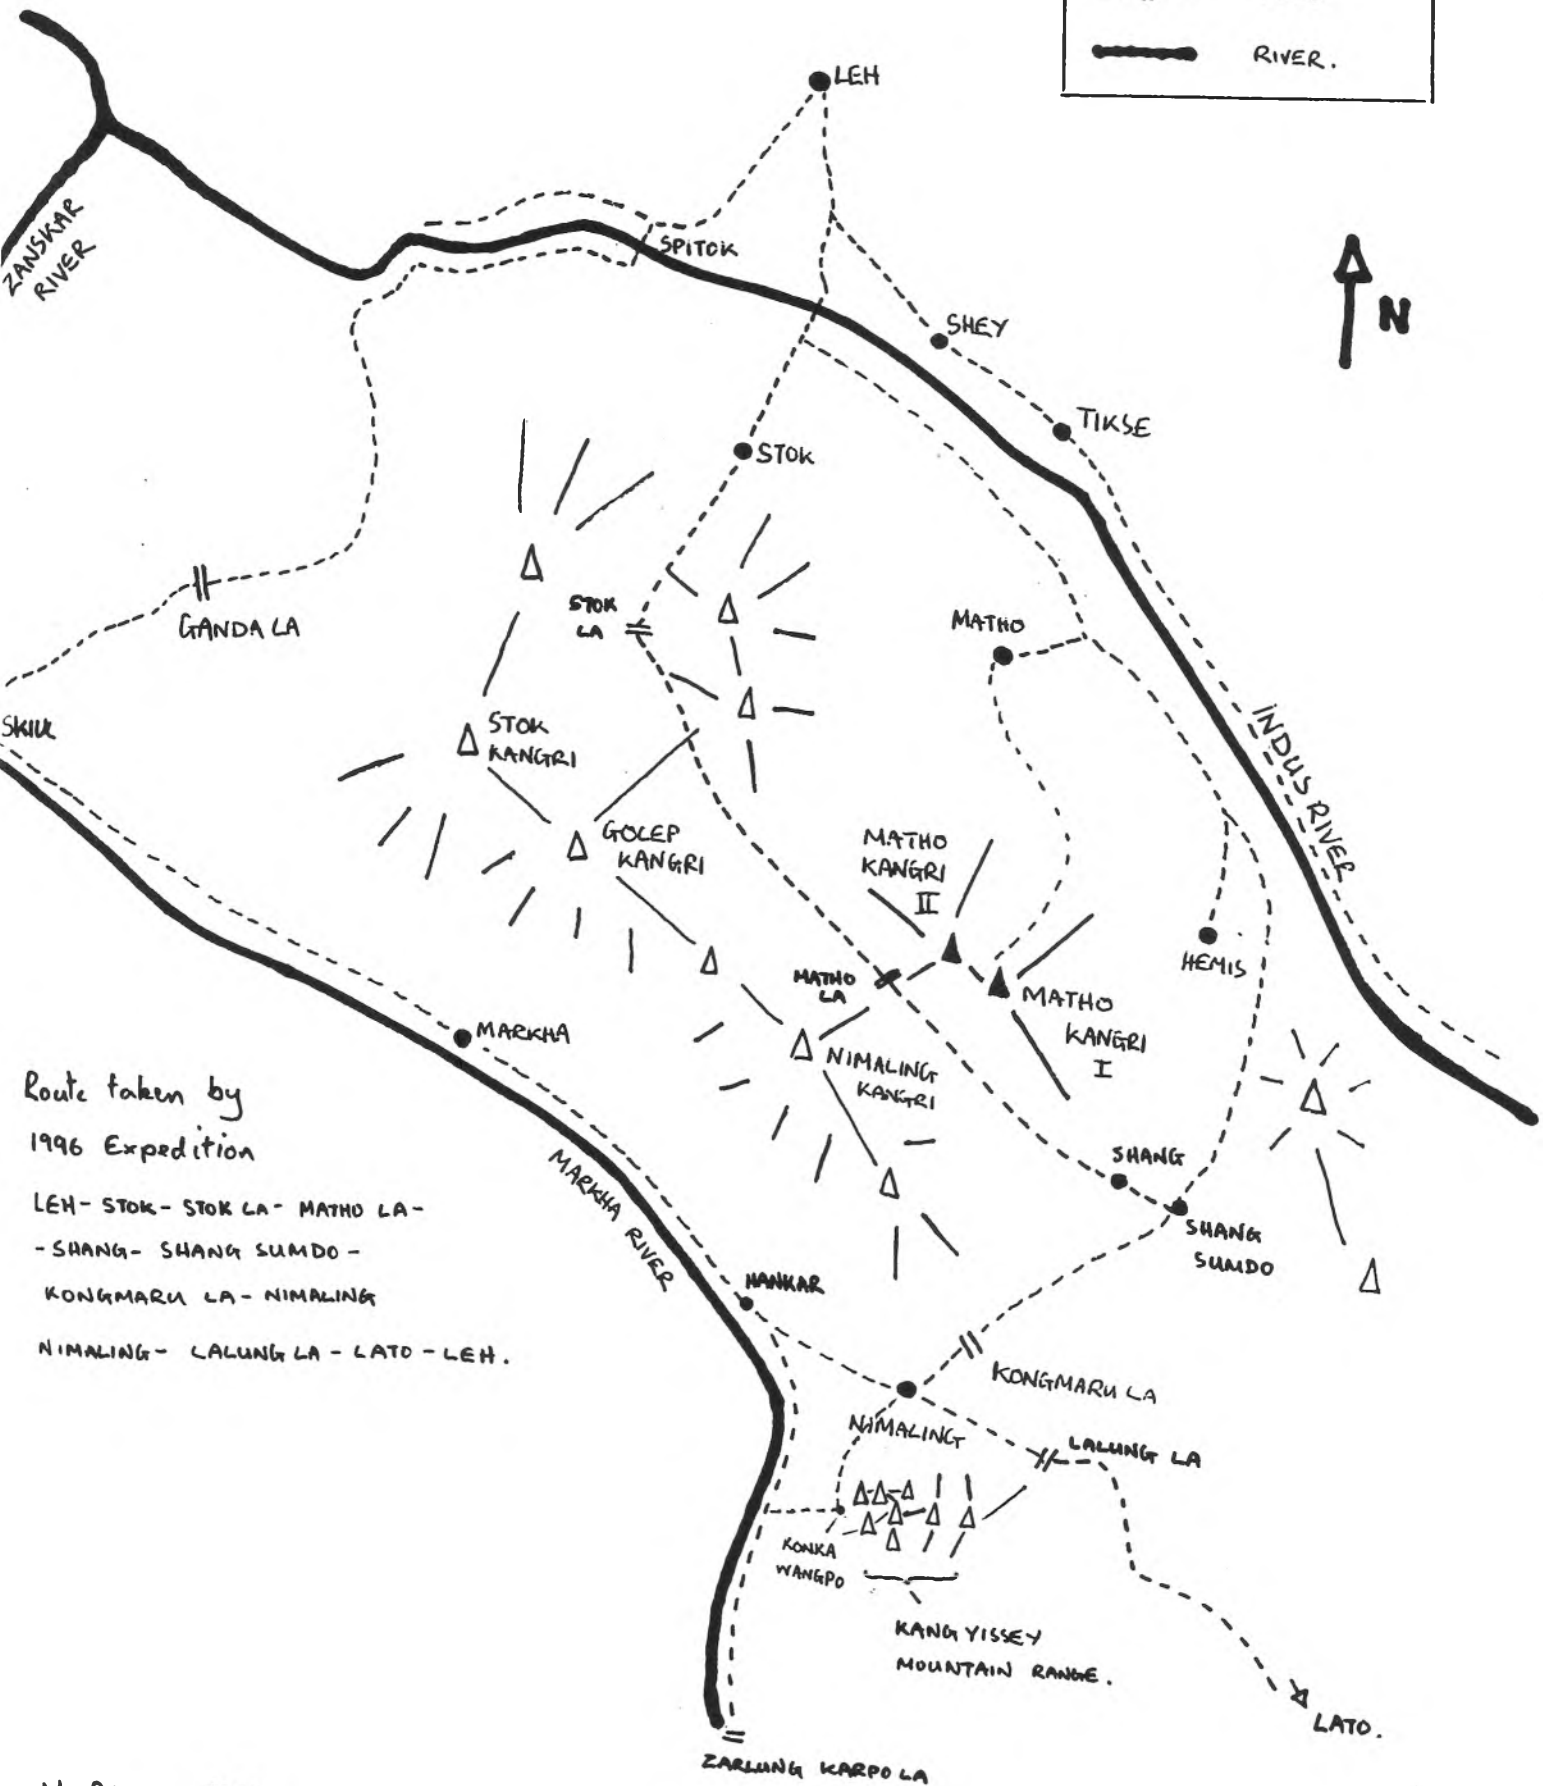 RIVER.
LEH
ZANSKAR
RIVER
SPITOK
N
SHEY
TIKSE
STOK
STOK
LA
GANDA LA
MATHO
SKIU
STOK
KANGRI
INDUS RIVER
GOLEP
KANGRI
MATHO
KANGRI
II
HEMIS
MATHO
LA
MATHO
KANGRI
I
MARKHA
NIMALING
KANGRI
Route taken by
1996 Expedition
LEH- STOK- STOK LA- MATHO LA-
-SHANG- SHANG SUMDO-
KONGMARU LA- NIMALING
NIMALING- LALUNG LA - LATO -LEH.
MARKHA RIVER
SHANG
SHANG
SUMDO
HANKAR
KONGMARU LA
NIMALING
LALUNG LA
KONKA
WANGPO
KANG YISSEY
MOUNTAIN RANGE.
LATO.
ZARLUNG KARPO LA